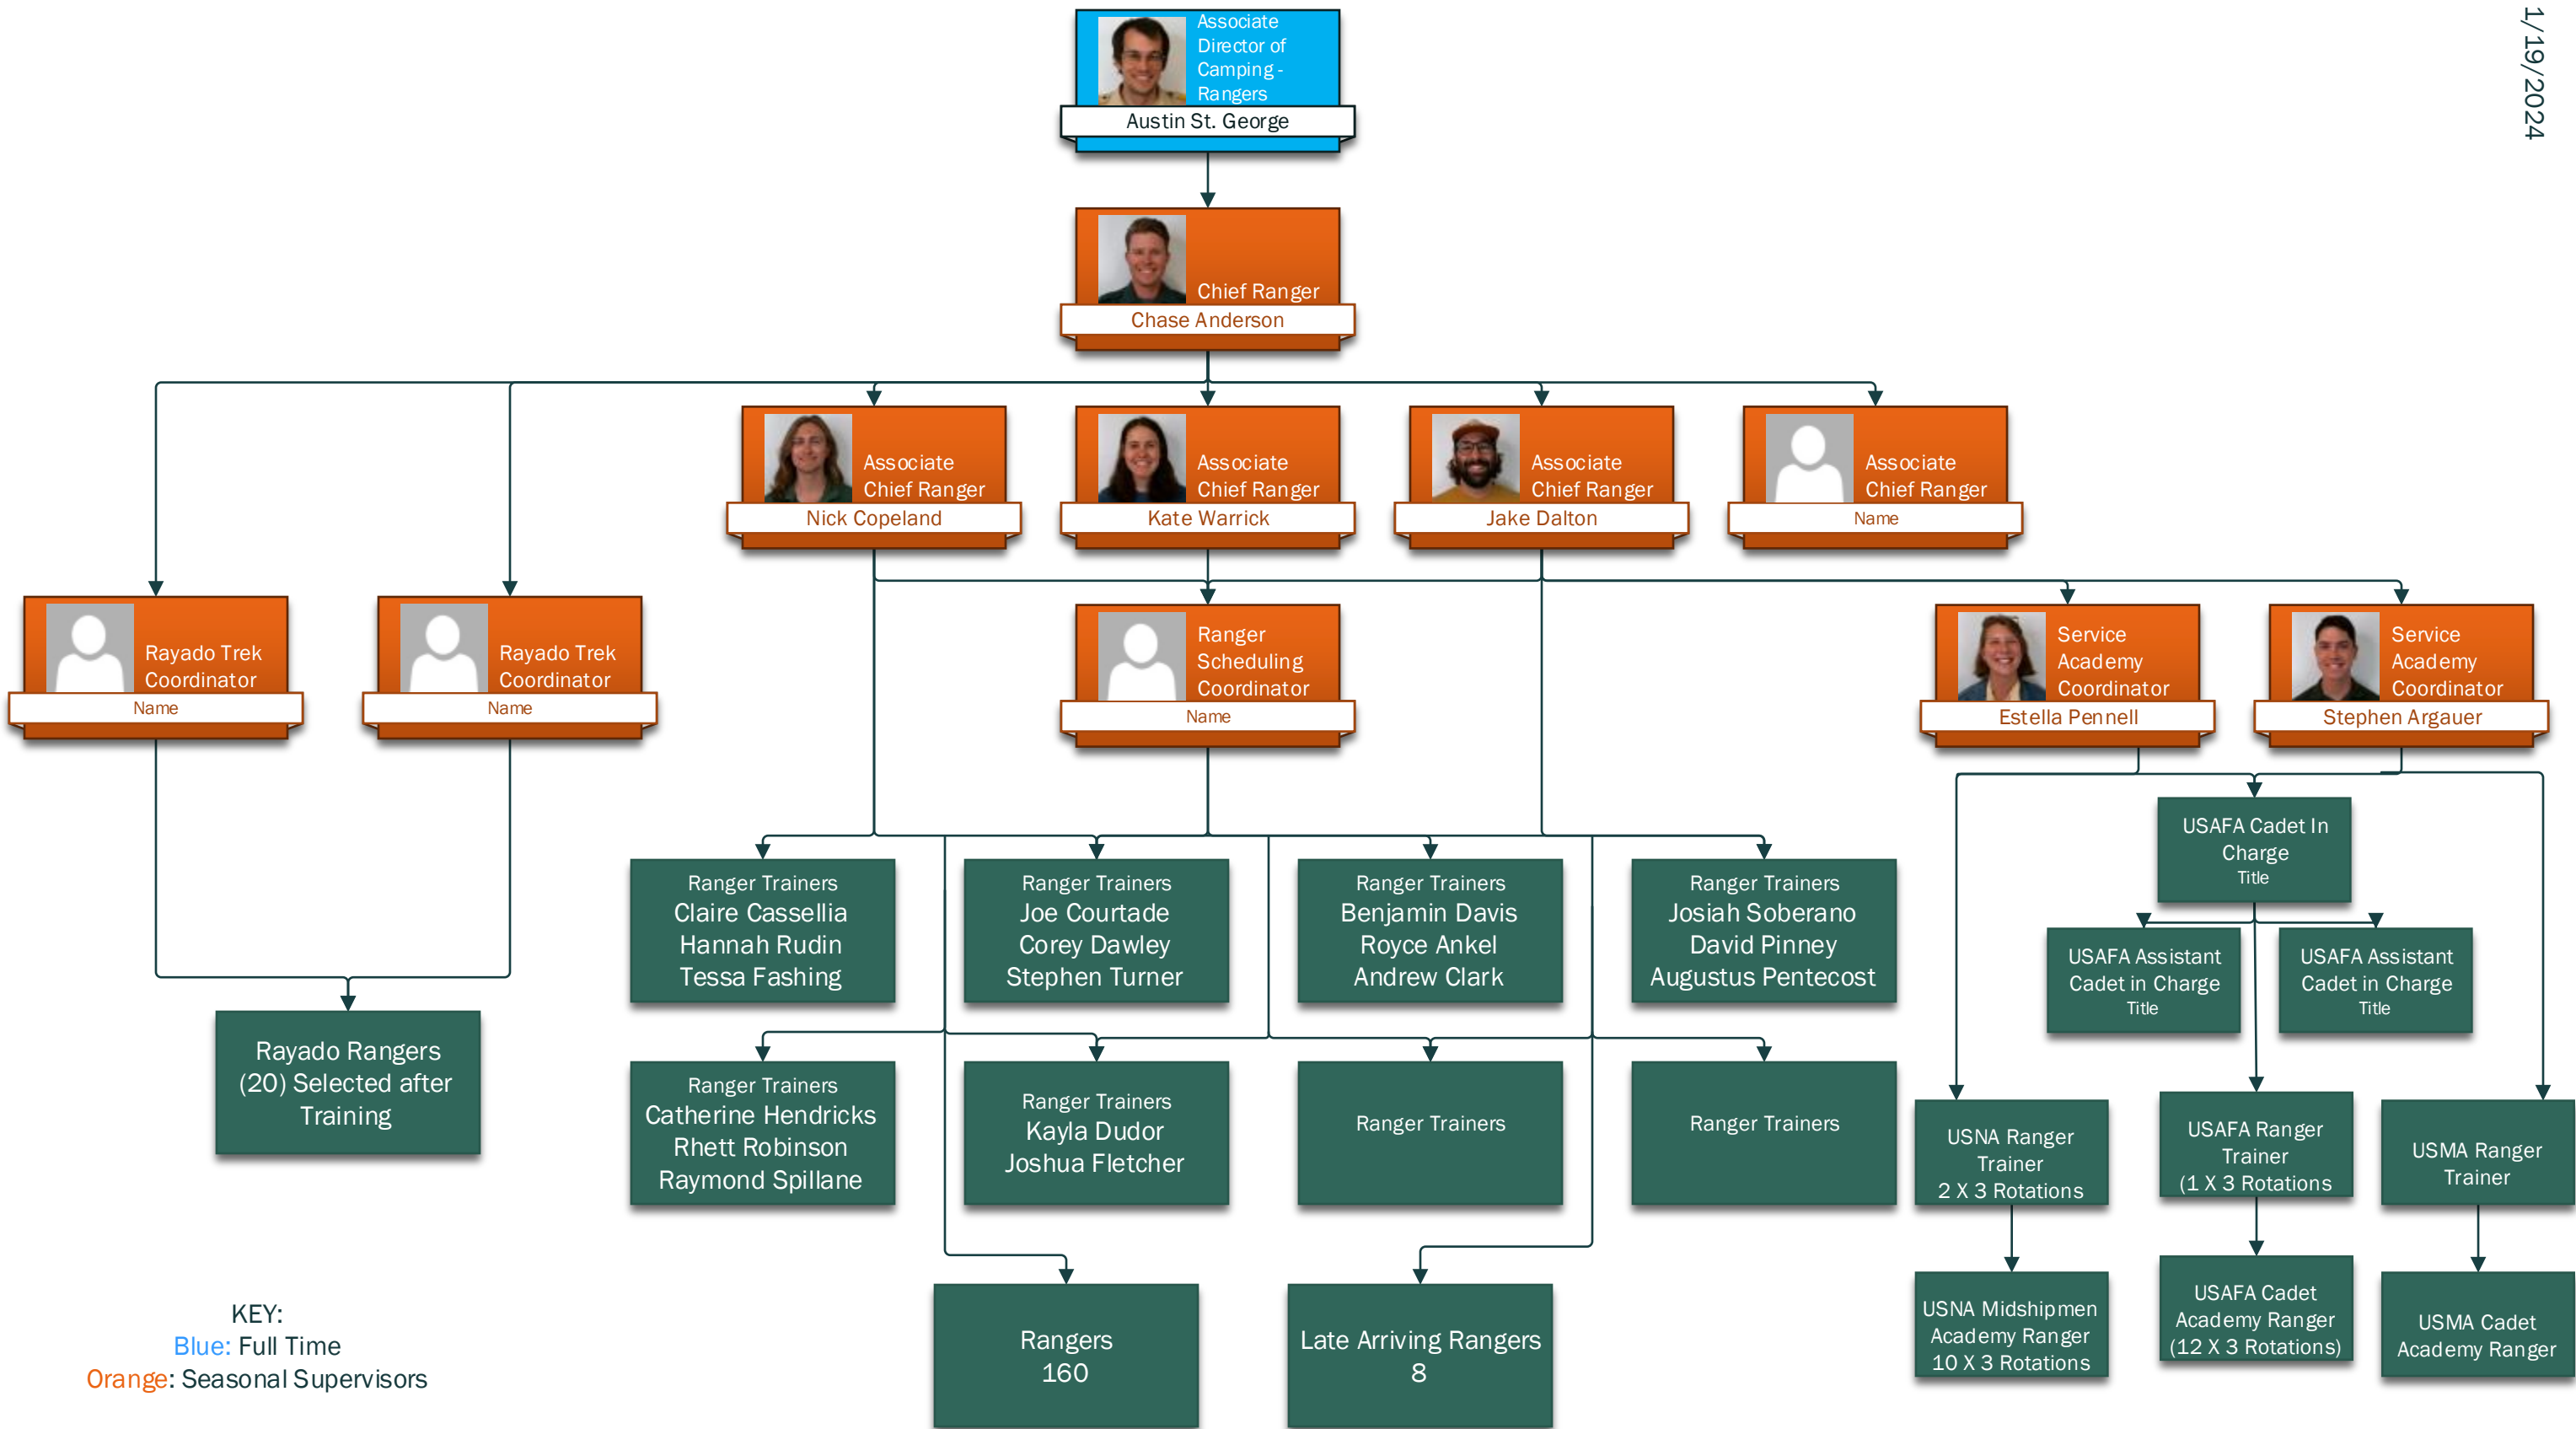 1/19/2024
Associate
Director of
Camping -
Rangers
Austin St. George
Chief Ranger
Chase Anderson
Associate
Chief Ranger
Nick Copeland
Associate
Chief Ranger
Kate Warrick
Associate
Chief Ranger
Jake Dalton
Associate
Chief Ranger
Name
Rayado Trek
Coordinator
Name
Rayado Trek
Coordinator
Name
Ranger
Scheduling
Coordinator
Name
Service
Academy
Coordinator
Estella Pennell
Service
Academy
Coordinator
Stephen Argauer
USAFA Cadet In
Charge
Title
USAFA Assistant
Cadet in Charge
Title
USAFA Assistant
Cadet in Charge
Title
Ranger Trainers
Claire Cassellia
Hannah Rudin
Tessa Fashing
Ranger Trainers
Joe Courtade
Corey Dawley
Stephen Turner
Ranger Trainers
Benjamin Davis
Royce Ankel
Andrew Clark
Ranger Trainers
Josiah Soberano
David Pinney
Augustus Pentecost
Rayado Rangers
(20) Selected after
Training
Ranger Trainers
Catherine Hendricks
Rhett Robinson
Raymond Spillane
Ranger Trainers
Kayla Dudor
Joshua Fletcher
Ranger Trainers
Ranger Trainers
USNA Ranger
Trainer
2 X 3 Rotations
USAFA Ranger
Trainer
(1 X 3 Rotations
USMA Ranger
Trainer
Rangers
160
Late Arriving Rangers
8
USNA Midshipmen
Academy Ranger
10 X 3 Rotations
USAFA Cadet
Academy Ranger
(12 X 3 Rotations)
USMA Cadet
Academy Ranger
KEY:
Blue: Full Time
Orange: Seasonal Supervisors